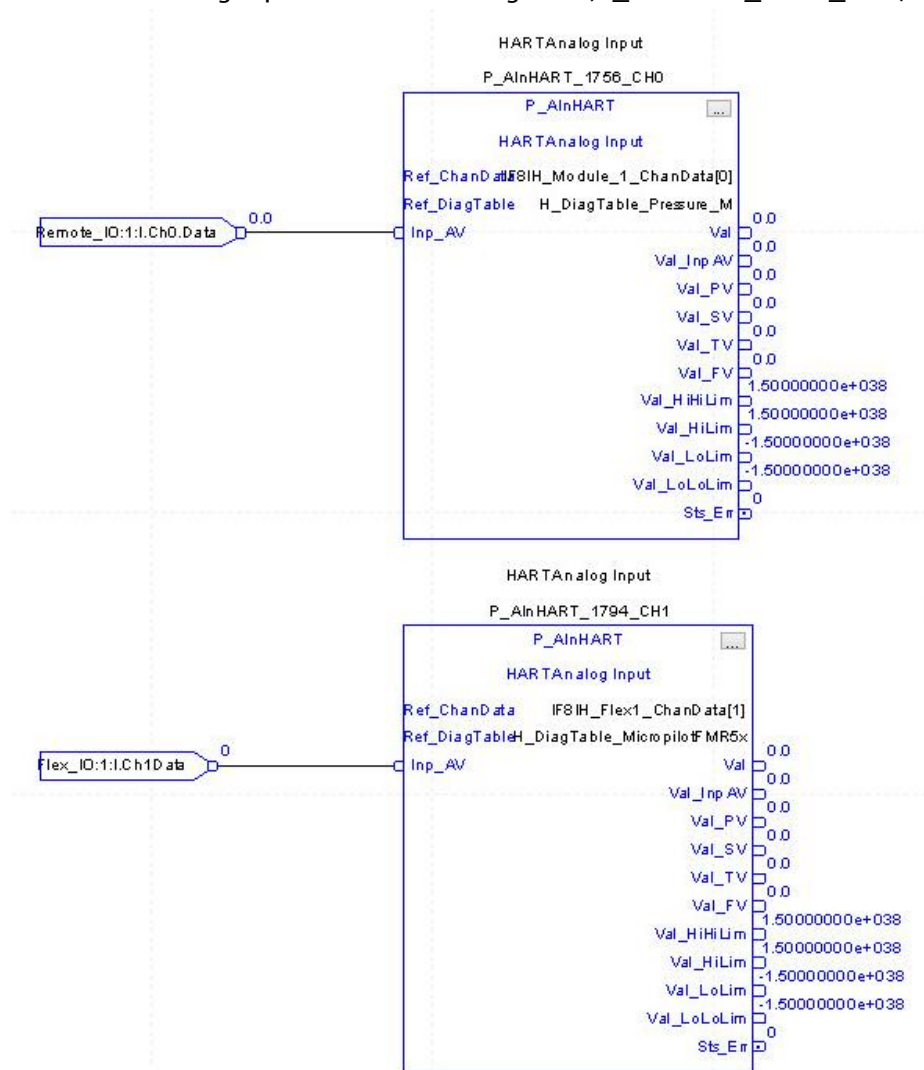 HARTAnalog Input
P_AInHART_1756_CH0
P_AInHART ...
HARTAnalog Input
Ref_ChanData IF8IH_Module_1_ChanData[0]
Ref_DiagTable H_DiagTable_Pressure_M
Remote_IO:1:I.Ch0.Data 0.0 Inp_AV Val 0.0
Val_InpAV 0.0
Val_PV 0.0
Val_SV 0.0
Val_TV 0.0
Val_FV 0.0
Val_HiHiLim 1.50000000e+038
Val_HiLim 1.50000000e+038
Val_LoLim -1.50000000e+038
Val_LoLoLim -1.50000000e+038
Sts_Err 0
HARTAnalog Input
P_AInHART_1794_CH1
P_AInHART ...
HARTAnalog Input
Ref_ChanData IF8IH_Flex1_ChanData[1]
Ref_DiagTable H_DiagTable_MicropilotFMR5x
Flex_IO:1:I.Ch1Data 0 Inp_AV Val 0.0
Val_InpAV 0.0
Val_PV 0.0
Val_SV 0.0
Val_TV 0.0
Val_FV 0.0
Val_HiHiLim 1.50000000e+038
Val_HiLim 1.50000000e+038
Val_LoLim -1.50000000e+038
Val_LoLoLim -1.50000000e+038
Sts_Err 0